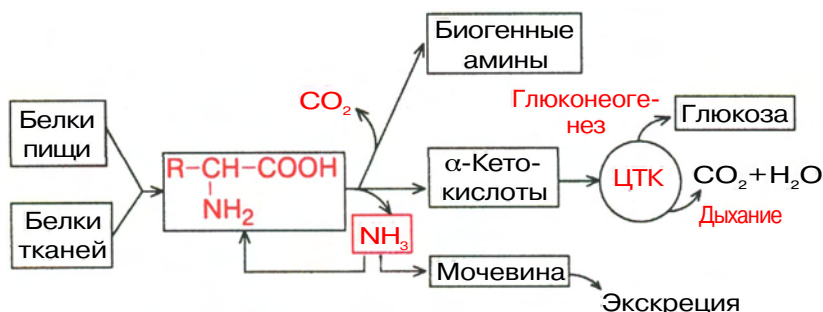 Биогенные
амины
CO₂
Глюконеоге-
нез
Глюкоза
Белки
пищи
R–CH–COOH
NH₂
α-Кето-
кислоты
ЦТК
CO₂+H₂O
Дыхание
Белки
тканей
NH₃
Мочевина
Экскреция